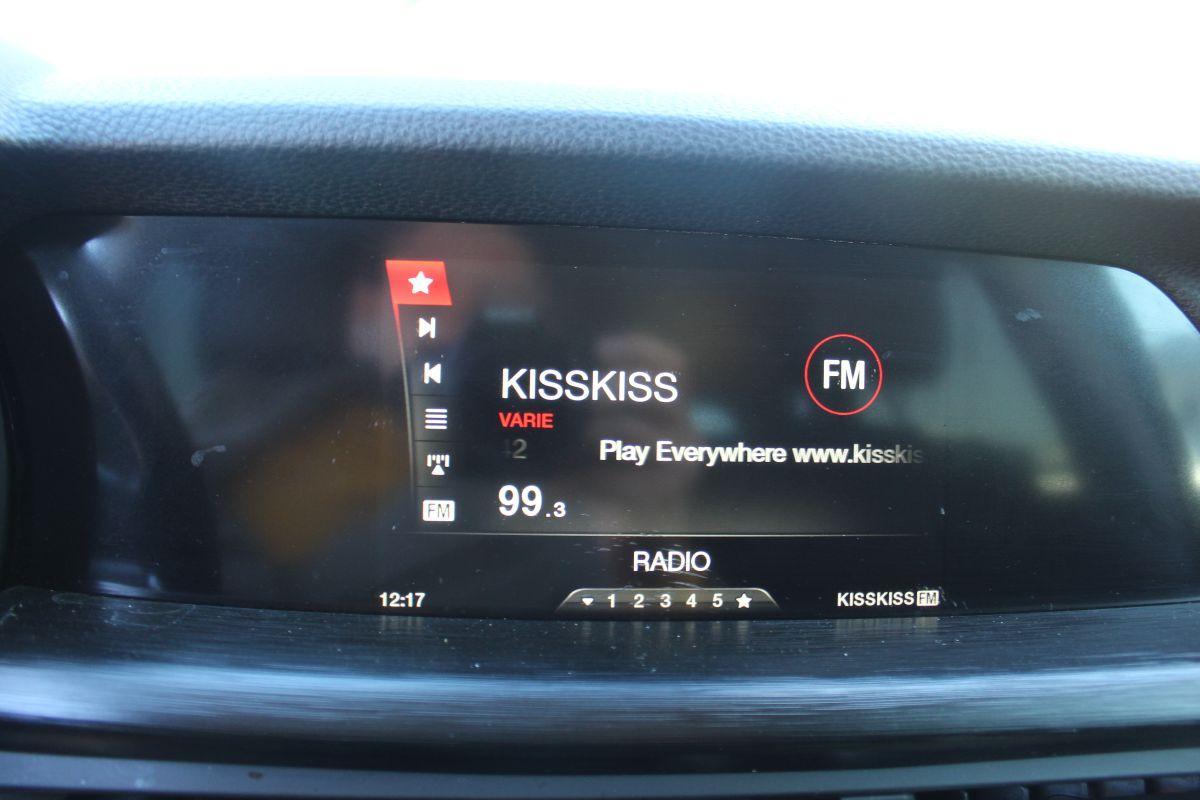 KISSKISS
FM
VARIE
Play Everywhere www.kisskis
FM
99.3
RADIO
12:17
1 2 3 4 5
KISSKISS FM